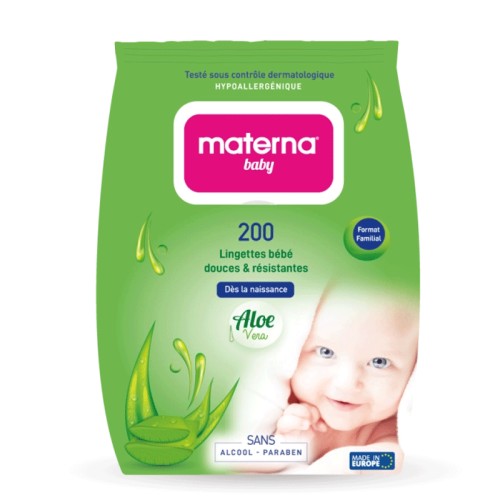 Testé sous contrôle dermatologique
HYPOALLERGÉNIQUE
materna®
baby
200
Lingettes bébé
douces & résistantes
Format
Familial
Dès la naissance
Aloe
Vera
SANS
ALCOOL - PARABEN
MADE IN
EUROPE